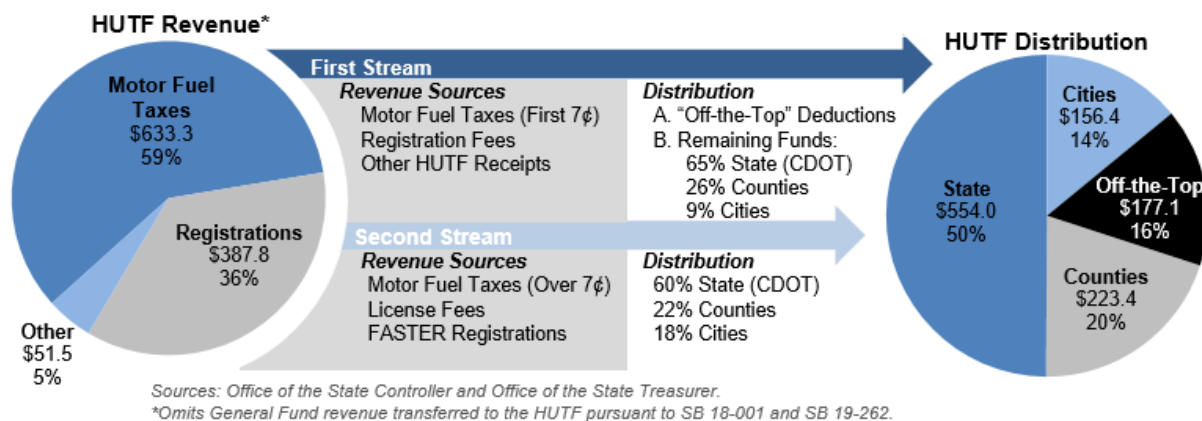 HUTF Revenue*
Motor Fuel
Taxes
$633.3
59%
Registrations
$387.8
36%
Other
$51.5
5%
First Stream
Revenue Sources
Motor Fuel Taxes (First 7¢)
Registration Fees
Other HUTF Receipts
Distribution
A. “Off-the-Top” Deductions
B. Remaining Funds:
65% State (CDOT)
26% Counties
9% Cities
Second Stream
Revenue Sources
Motor Fuel Taxes (Over 7¢)
License Fees
FASTER Registrations
Distribution
60% State (CDOT)
22% Counties
18% Cities
HUTF Distribution
Cities
$156.4
14%
Off-the-Top
$177.1
16%
State
$554.0
50%
Counties
$223.4
20%
Sources: Office of the State Controller and Office of the State Treasurer.
*Omits General Fund revenue transferred to the HUTF pursuant to SB 18-001 and SB 19-262.